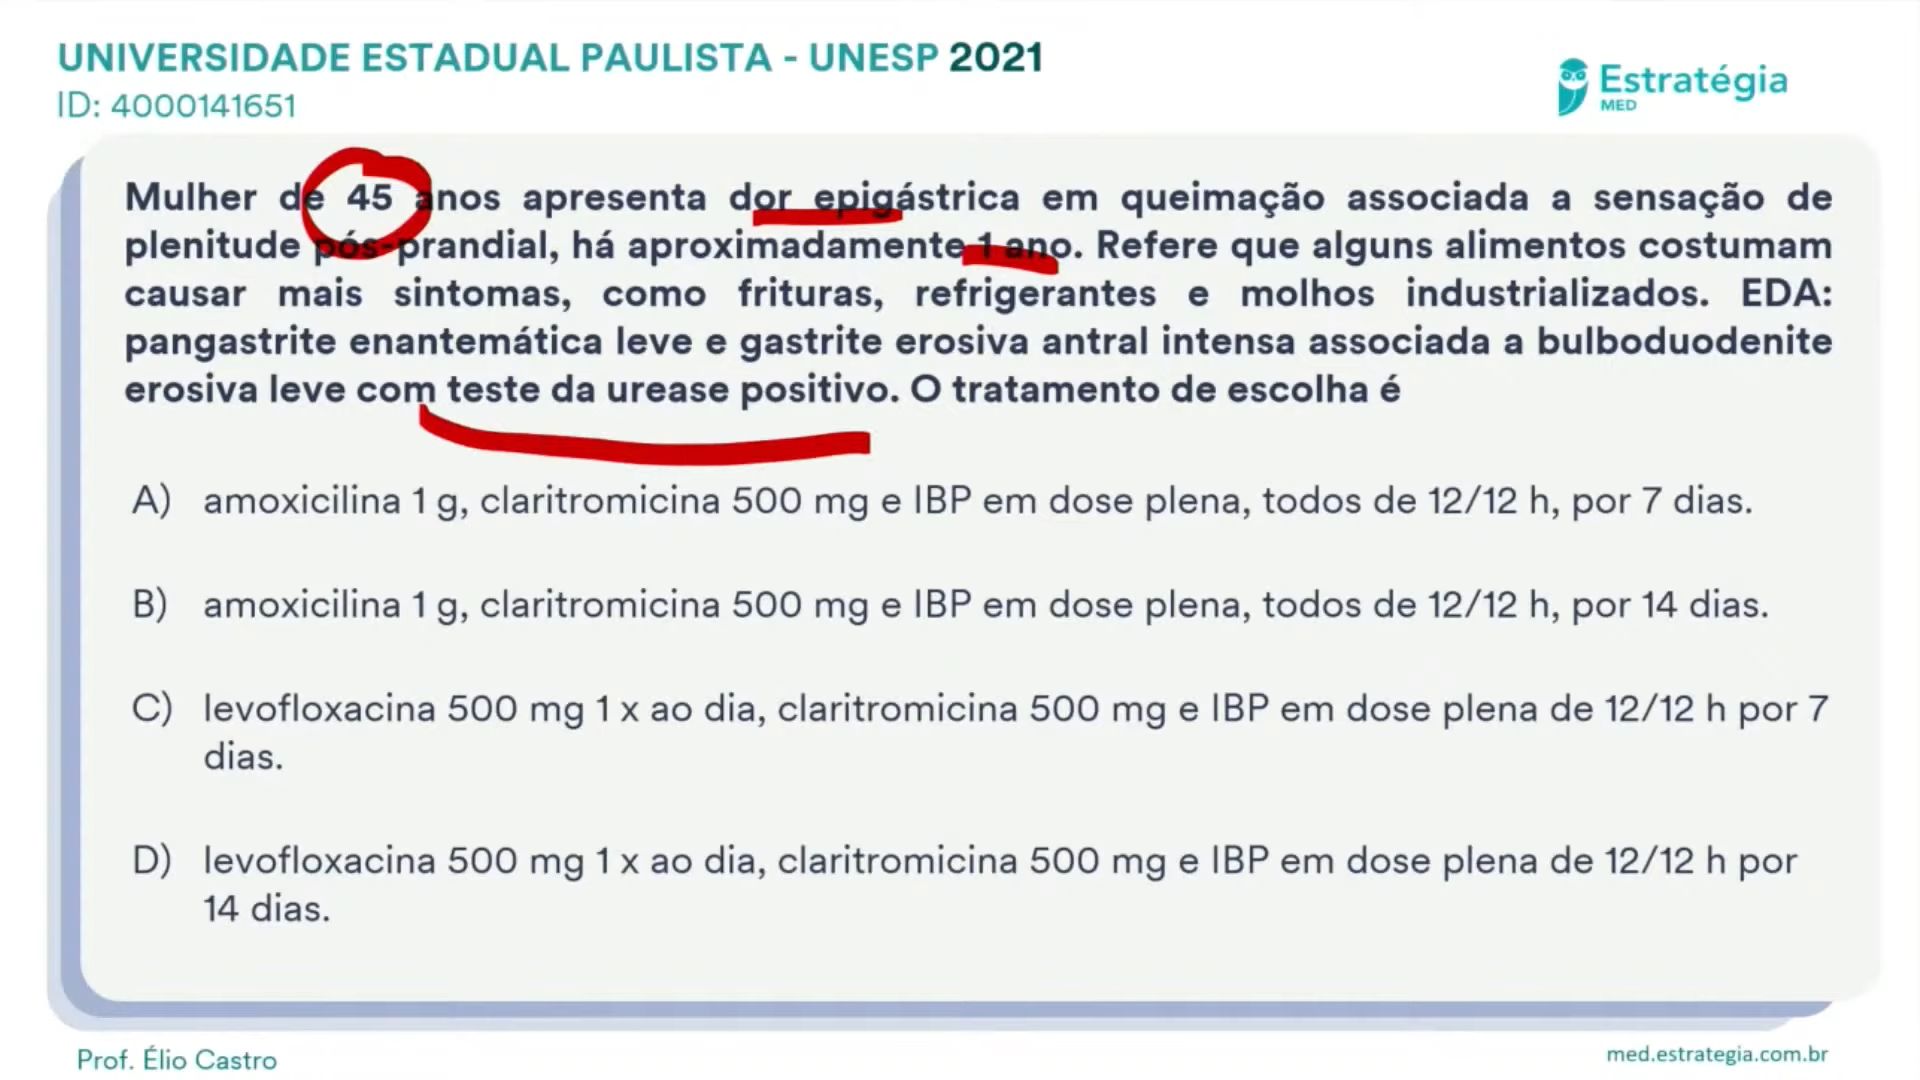 UNIVERSIDADE ESTADUAL PAULISTA - UNESP 2021
ID: 4000141651
Estratégia
MED
Mulher de 45 anos apresenta dor epigástrica em queimação associada a sensação de
plenitude pós-prandial, há aproximadamente 1 ano. Refere que alguns alimentos costumam
causar mais sintomas, como frituras, refrigerantes e molhos industrializados. EDA:
pangastrite enantemática leve e gastrite erosiva antral intensa associada a bulboduodenite
erosiva leve com teste da urease positivo. O tratamento de escolha é
A) amoxicilina 1 g, claritromicina 500 mg e IBP em dose plena, todos de 12/12 h, por 7 dias.
B) amoxicilina 1 g, claritromicina 500 mg e IBP em dose plena, todos de 12/12 h, por 14 dias.
C) levofloxacina 500 mg 1 x ao dia, claritromicina 500 mg e IBP em dose plena de 12/12 h por 7
dias.
D) levofloxacina 500 mg 1 x ao dia, claritromicina 500 mg e IBP em dose plena de 12/12 h por
14 dias.
Prof. Élio Castro
med.estrategia.com.br